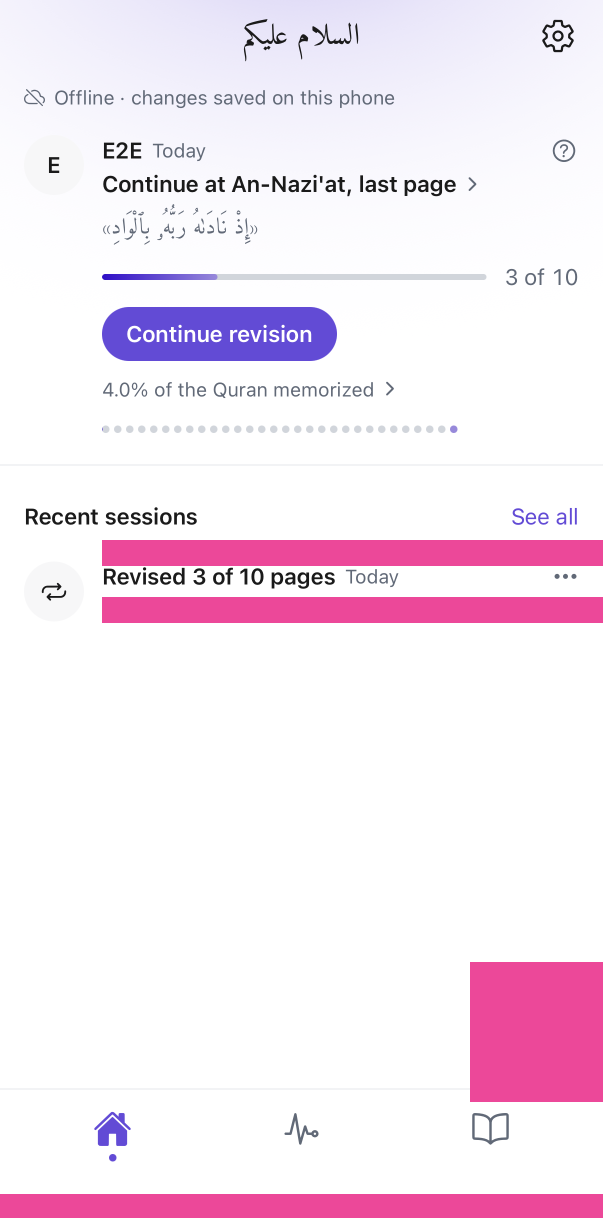 السلام عليكم
Offline · changes saved on this phone
E
E2E Today
Continue at An-Nazi'at, last page
«إِذْ نَادَىٰهُ رَبُّهُۥ بِٱلْوَادِ»
3 of 10
Continue revision
4.0% of the Quran memorized
Recent sessions
See all
Revised 3 of 10 pages Today